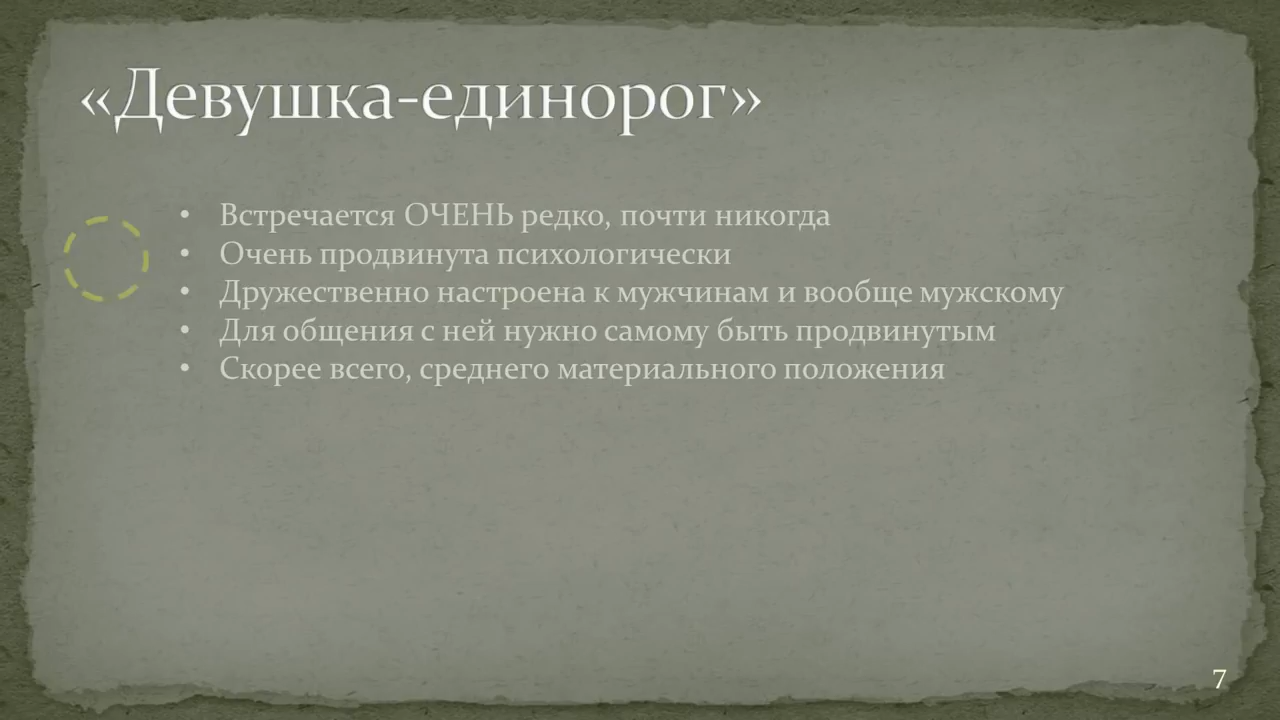 «Девушка-единорог»
• Встречается ОЧЕНЬ редко, почти никогда
• Очень продвинута психологически
• Дружественно настроена к мужчинам и вообще мужскому
• Для общения с ней нужно самому быть продвинутым
• Скорее всего, среднего материального положения
7